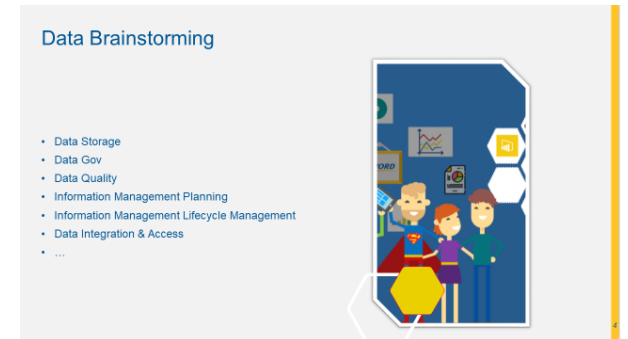 Data Brainstorming
• Data Storage
• Data Gov
• Data Quality
• Information Management Planning
• Information Management Lifecycle Management
• Data Integration & Access
• …
ORD
4